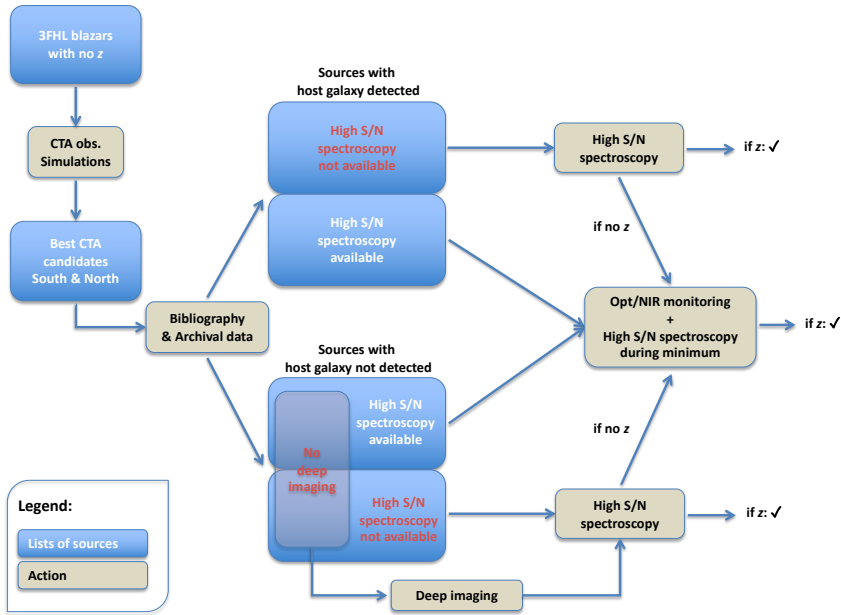 3FHL blazars
with no z
CTA obs.
Simulations
Best CTA
candidates
South & North
Bibliography
& Archival data
Sources with
host galaxy detected
High S/N
spectroscopy
not available
High S/N
spectroscopy
available
High S/N
spectroscopy
if z: ✓
if no z
Opt/NIR monitoring
+
High S/N spectroscopy
during minimum
if z: ✓
Sources with
host galaxy not detected
High S/N
spectroscopy
available
No
deep
imaging
High S/N
spectroscopy
not available
if no z
High S/N
spectroscopy
if z: ✓
Deep imaging
Legend:
Lists of sources
Action